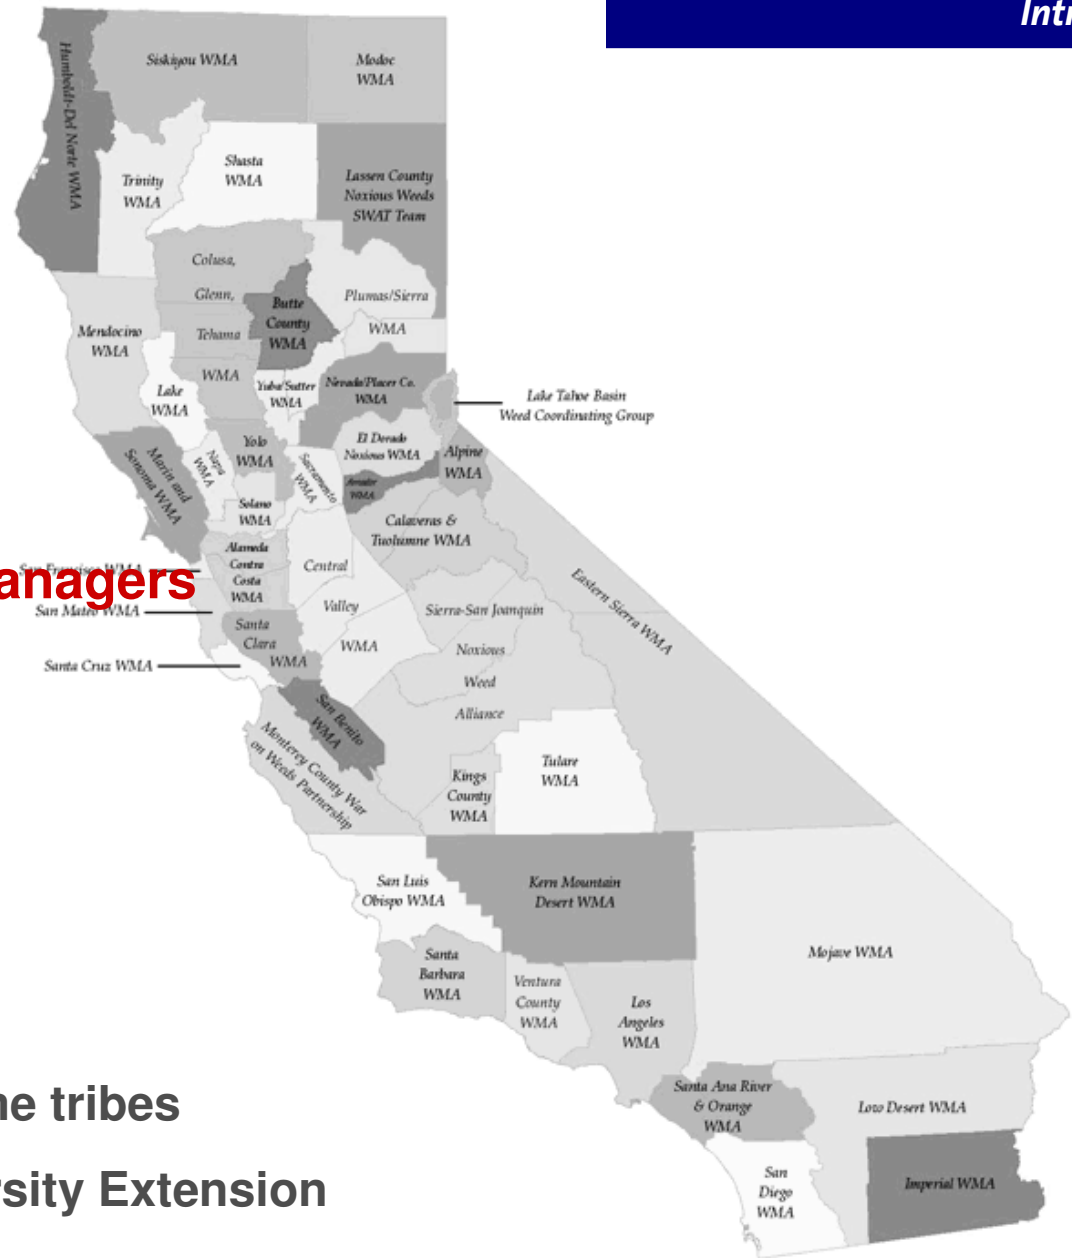 Intr
Siskiyou WMA
Modoc
WMA
Humboldt-Del Norte WMA
Trinity
WMA
Shasta
WMA
Lassen County
Noxious Weeds
SWAT Team
Colusa,
Glenn,
Tehama
WMA
Butte
County
WMA
Plumas/Sierra
WMA
Mendocino
WMA
Lake
WMA
Yuba/Sutter
WMA
Nevada/Placer Co.
WMA
Lake Tahoe Basin
Weed Coordinating Group
El Dorado
Noxious WMA
Alpine
WMA
Marin and
Sonoma WMA
Napa
WMA
Yolo
WMA
Sacramento
WMA
Amador
WMA
Solano
WMA
Calaveras &
Tuolumne WMA
Alameda
Contra
Costa
WMA
Central
Valley
WMA
San Francisco WMA
anagers
San Mateo WMA
Santa Cruz WMA
Santa
Clara
WMA
Sierra-San Joanquin
Noxious
Weed
Alliance
Eastern Sierra WMA
San Benito
WMA
Monterey County War
on Weeds Partnership
Kings
County
WMA
Tulare
WMA
San Luis
Obispo WMA
Kern Mountain
Desert WMA
Mojave WMA
Santa
Barbara
WMA
Ventura
County
WMA
Los
Angeles
WMA
Santa Ana River
& Orange
WMA
Low Desert WMA
ne tribes
San
Diego
WMA
Imperial WMA
rsity Extension